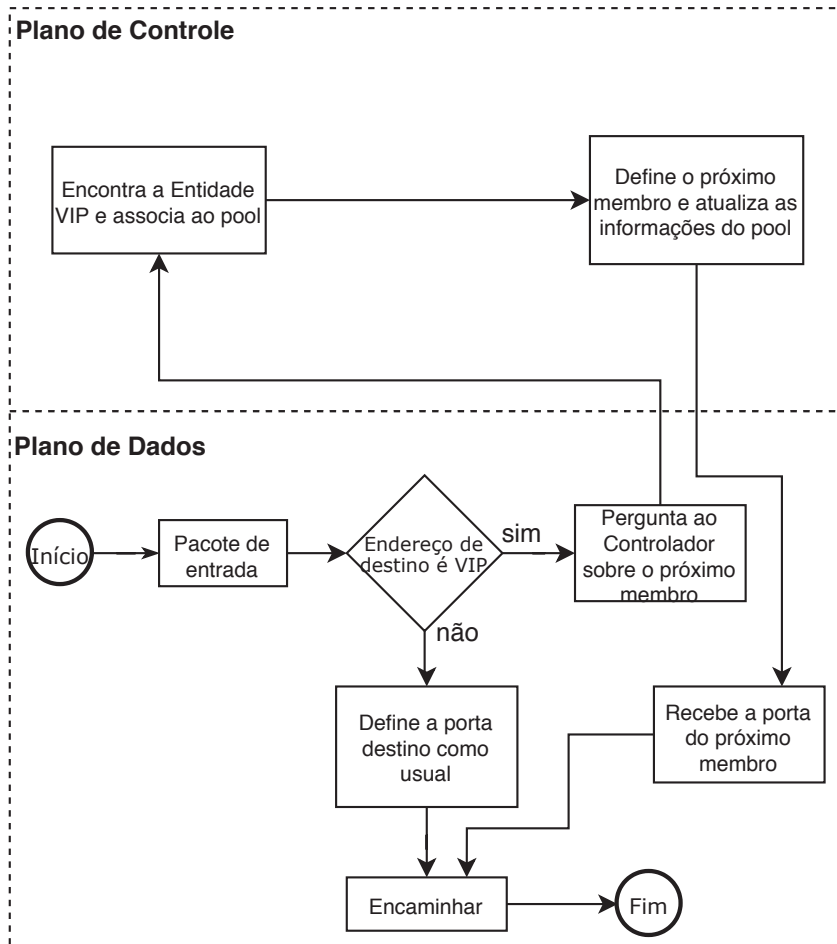 Plano de Controle
Encontra a Entidade
VIP e associa ao pool
Define o próximo
membro e atualiza as
informações do pool
Plano de Dados
Início
Pacote de
entrada
Endereço de
destino é VIP
sim
Pergunta ao
Controlador
sobre o próximo
membro
não
Define a porta
destino como
usual
Recebe a porta
do próximo
membro
Encaminhar
Fim